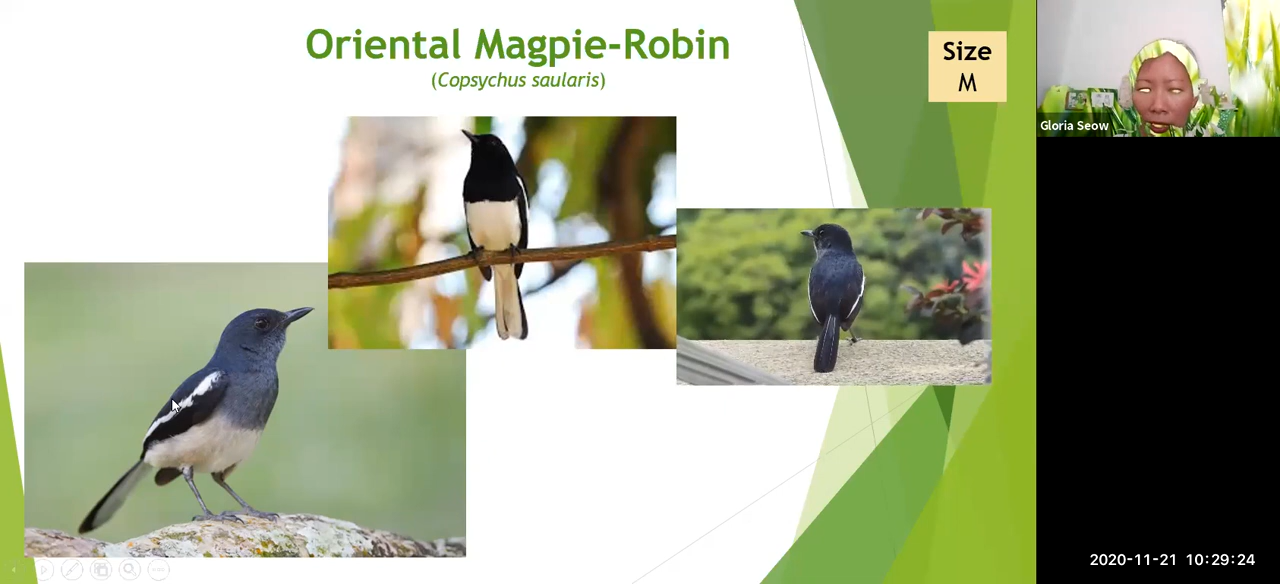 Oriental Magpie-Robin
(Copsychus saularis)
Size
M
Gloria Seow
2020-11-21 10:29:24